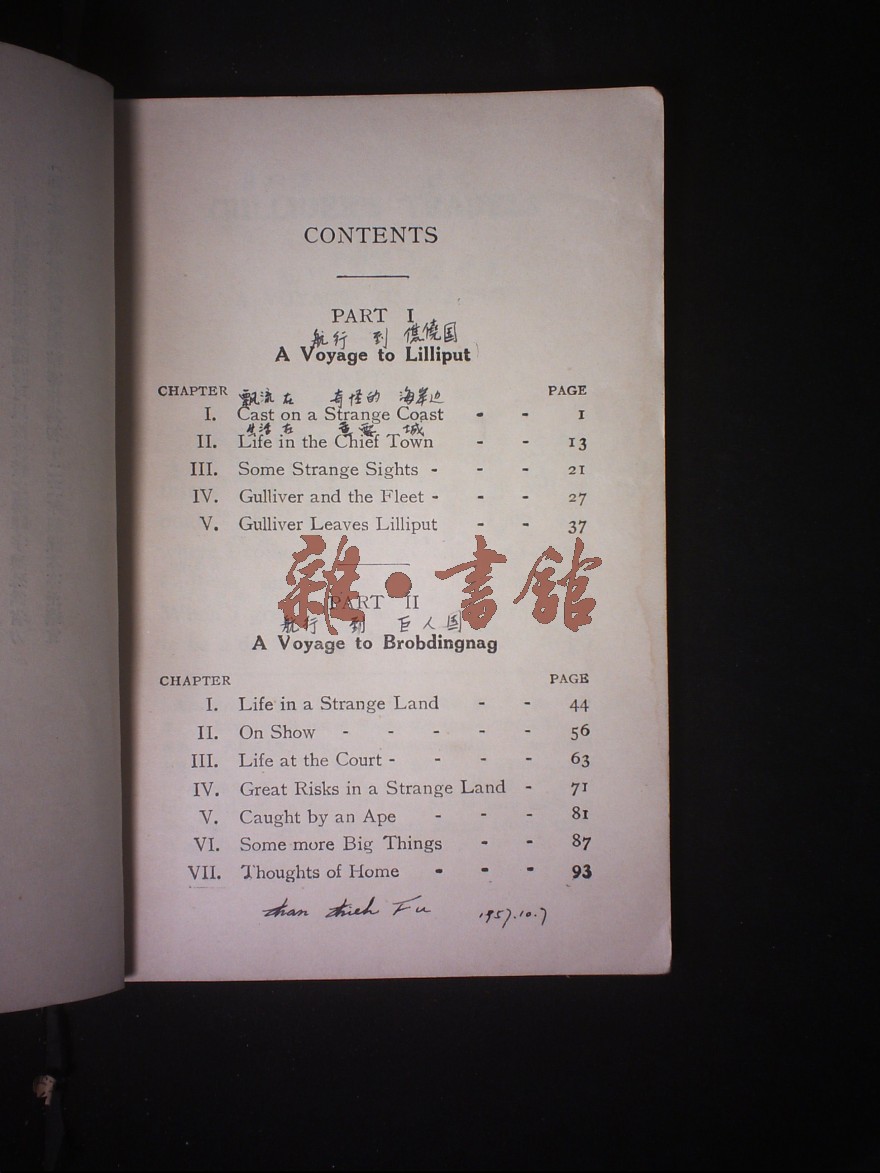 CONTENTS
PART I
航行 到 僬侥国
A Voyage to Lilliput
CHAPTER PAGE
飘流在 奇怪的 海岸边
I. Cast on a Strange Coast - - 1
生活在 重要 城
II. Life in the Chief Town - - 13
III. Some Strange Sights - - - 21
IV. Gulliver and the Fleet - - - 27
V. Gulliver Leaves Lilliput - - 37
雜·書館
PART II
航行 到 巨人国
A Voyage to Brobdingnag
CHAPTER PAGE
I. Life in a Strange Land - - 44
II. On Show - - - - - 56
III. Life at the Court - - - - 63
IV. Great Risks in a Strange Land - 71
V. Caught by an Ape - - - 81
VI. Some more Big Things - - 87
VII. Thoughts of Home - - - 93
Fu 1957.10.7